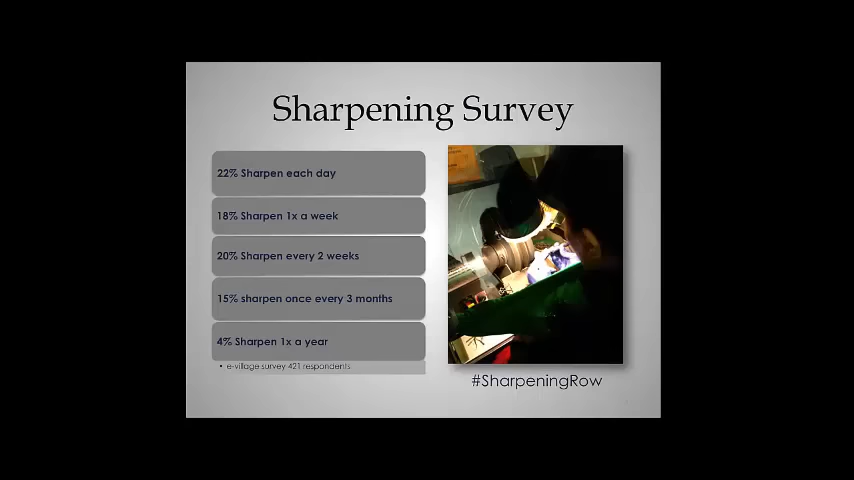 Sharpening Survey
22% Sharpen each day
18% Sharpen 1x a week
20% Sharpen every 2 weeks
15% sharpen once every 3 months
4% Sharpen 1x a year
• e-village survey 421 respondents
#SharpeningRow